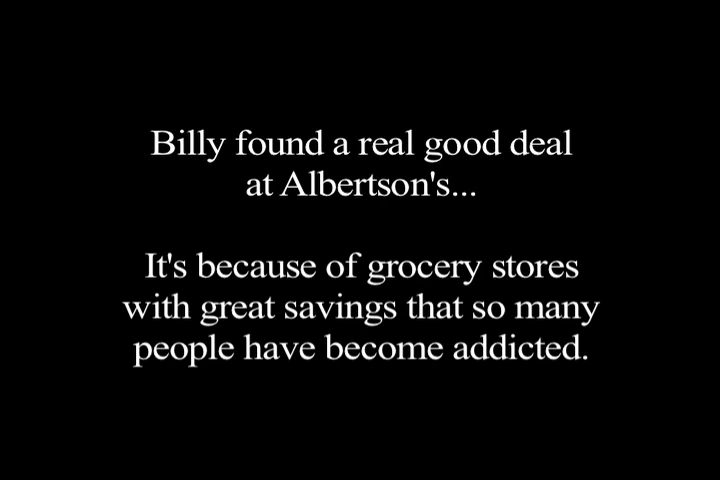 Billy found a real good deal
at Albertson's...
It's because of grocery stores
with great savings that so many
people have become addicted.